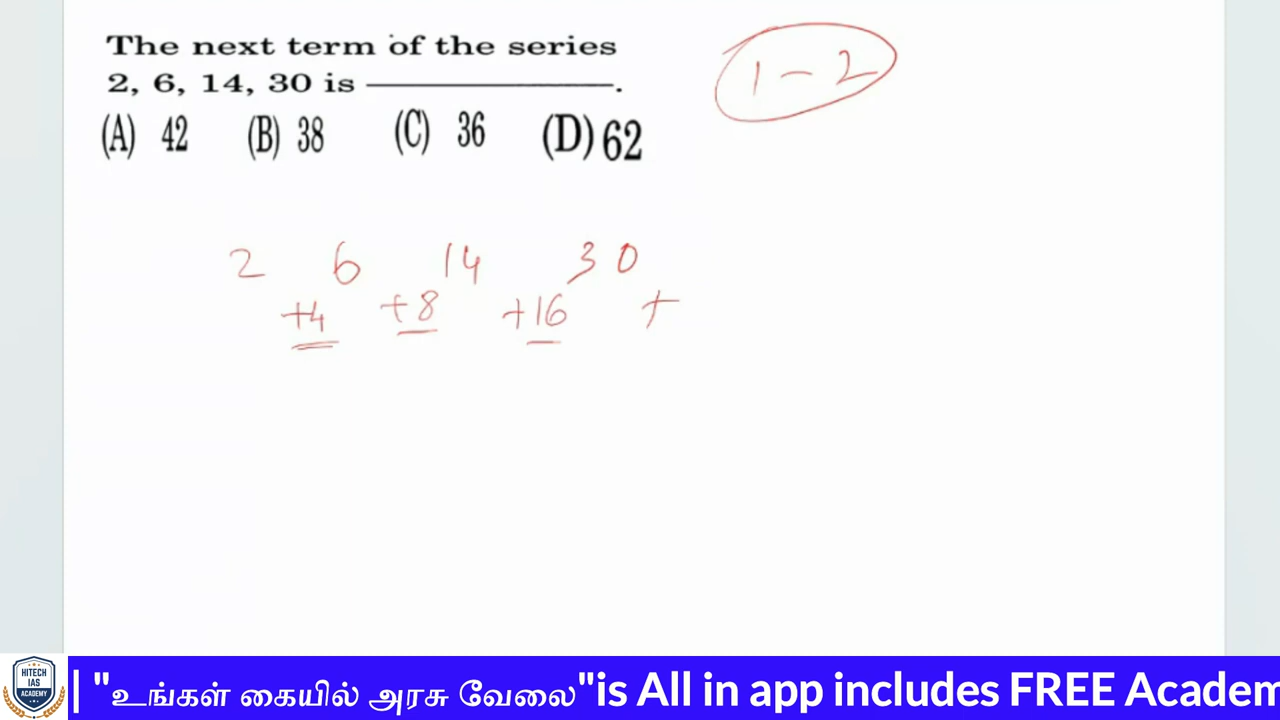 The next term of the series
2, 6, 14, 30 is ____________.
(A) 42 (B) 38 (C) 36 (D) 62
1 – 2
2 6 14 30
+4 +8 +16 +
HITECH
IAS
ACADEMY
| "உங்கள் கையில் அரசு வேலை"is All in app includes FREE Academ